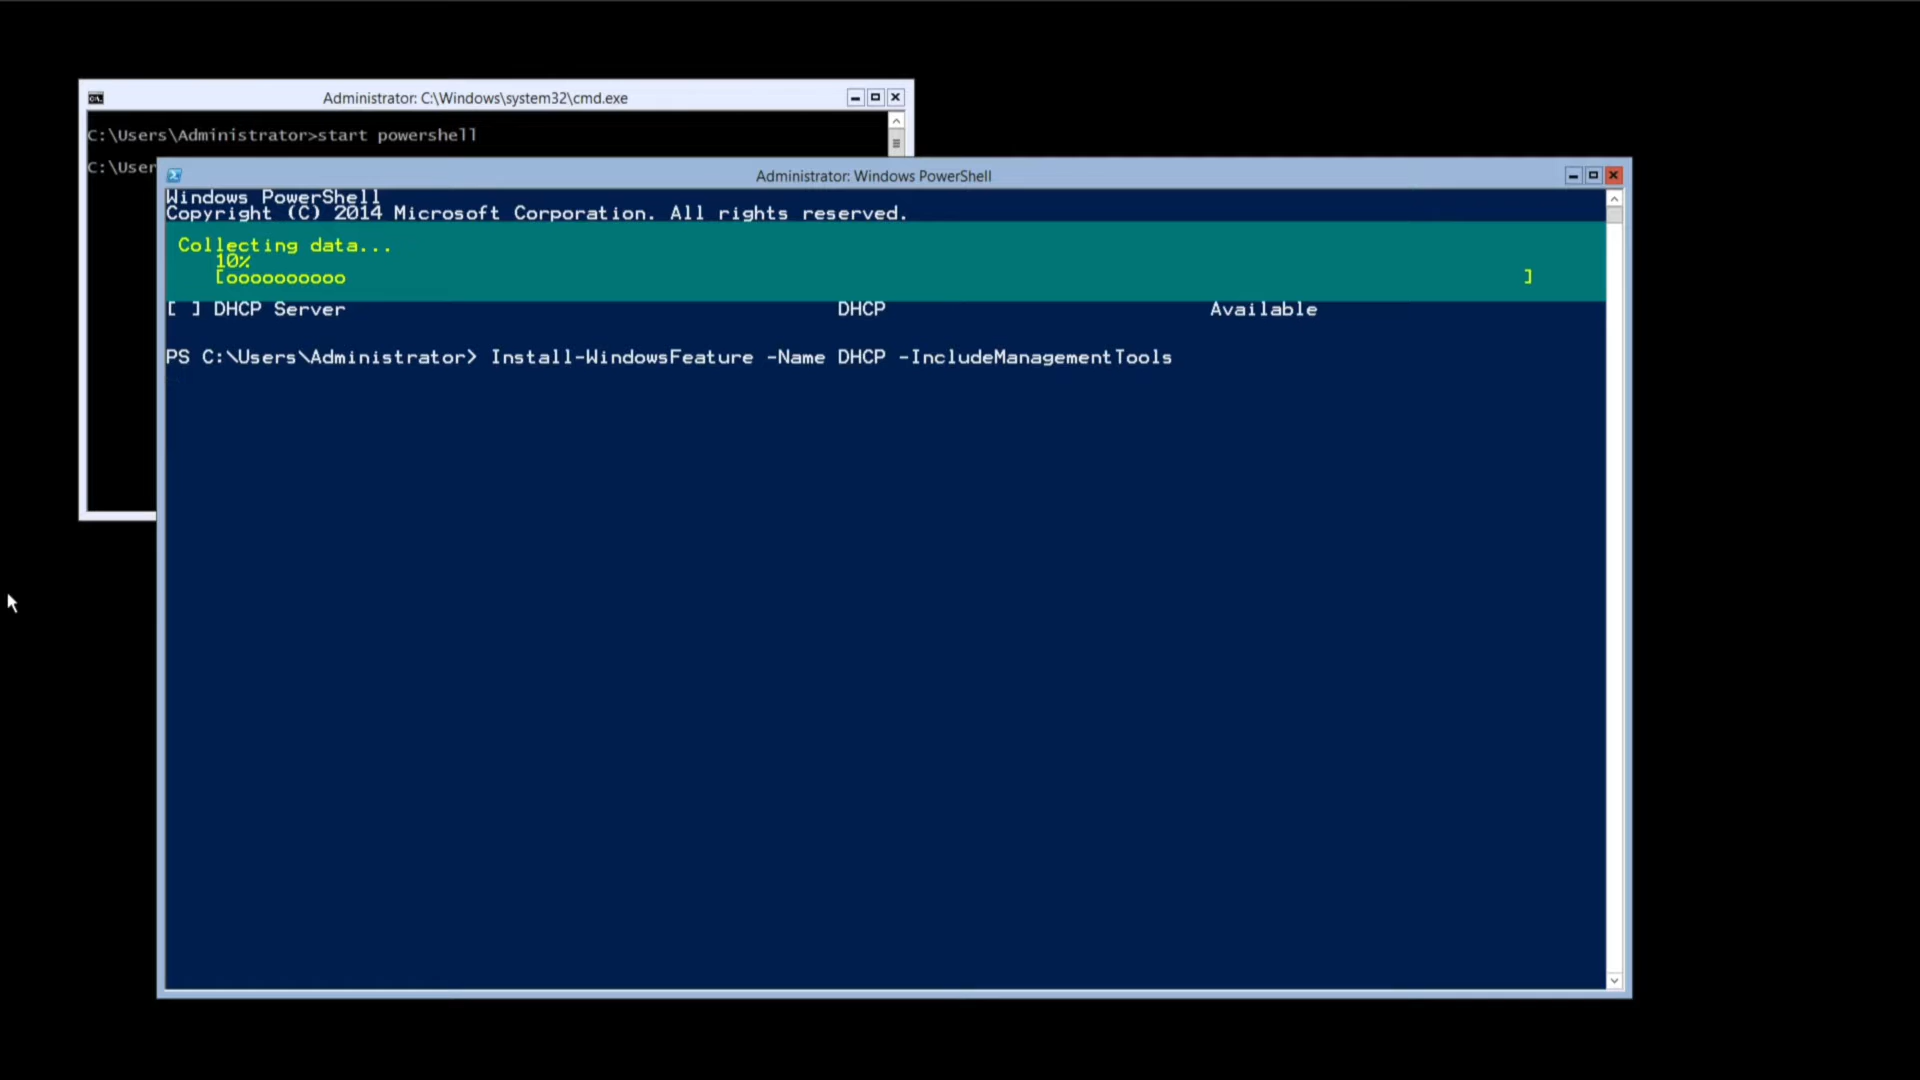 Administrator: C:\Windows\system32\cmd.exe
C:\Users\Administrator>start powershell
C:\User
Administrator: Windows PowerShell
Windows PowerShell
Copyright (C) 2014 Microsoft Corporation. All rights reserved.
Collecting data...
10%
[oooooooooo ]
[ ] DHCP Server DHCP Available
PS C:\Users\Administrator> Install-WindowsFeature -Name DHCP -IncludeManagementTools